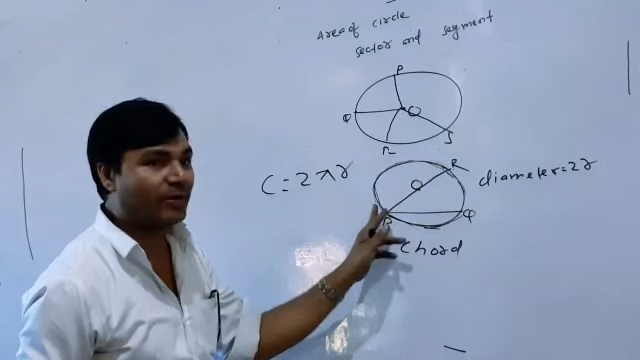 Area of circle
sector and segment
P
Q
O
R
S
C = 2πr
O
R
diameter = 2r
P
Q
chord